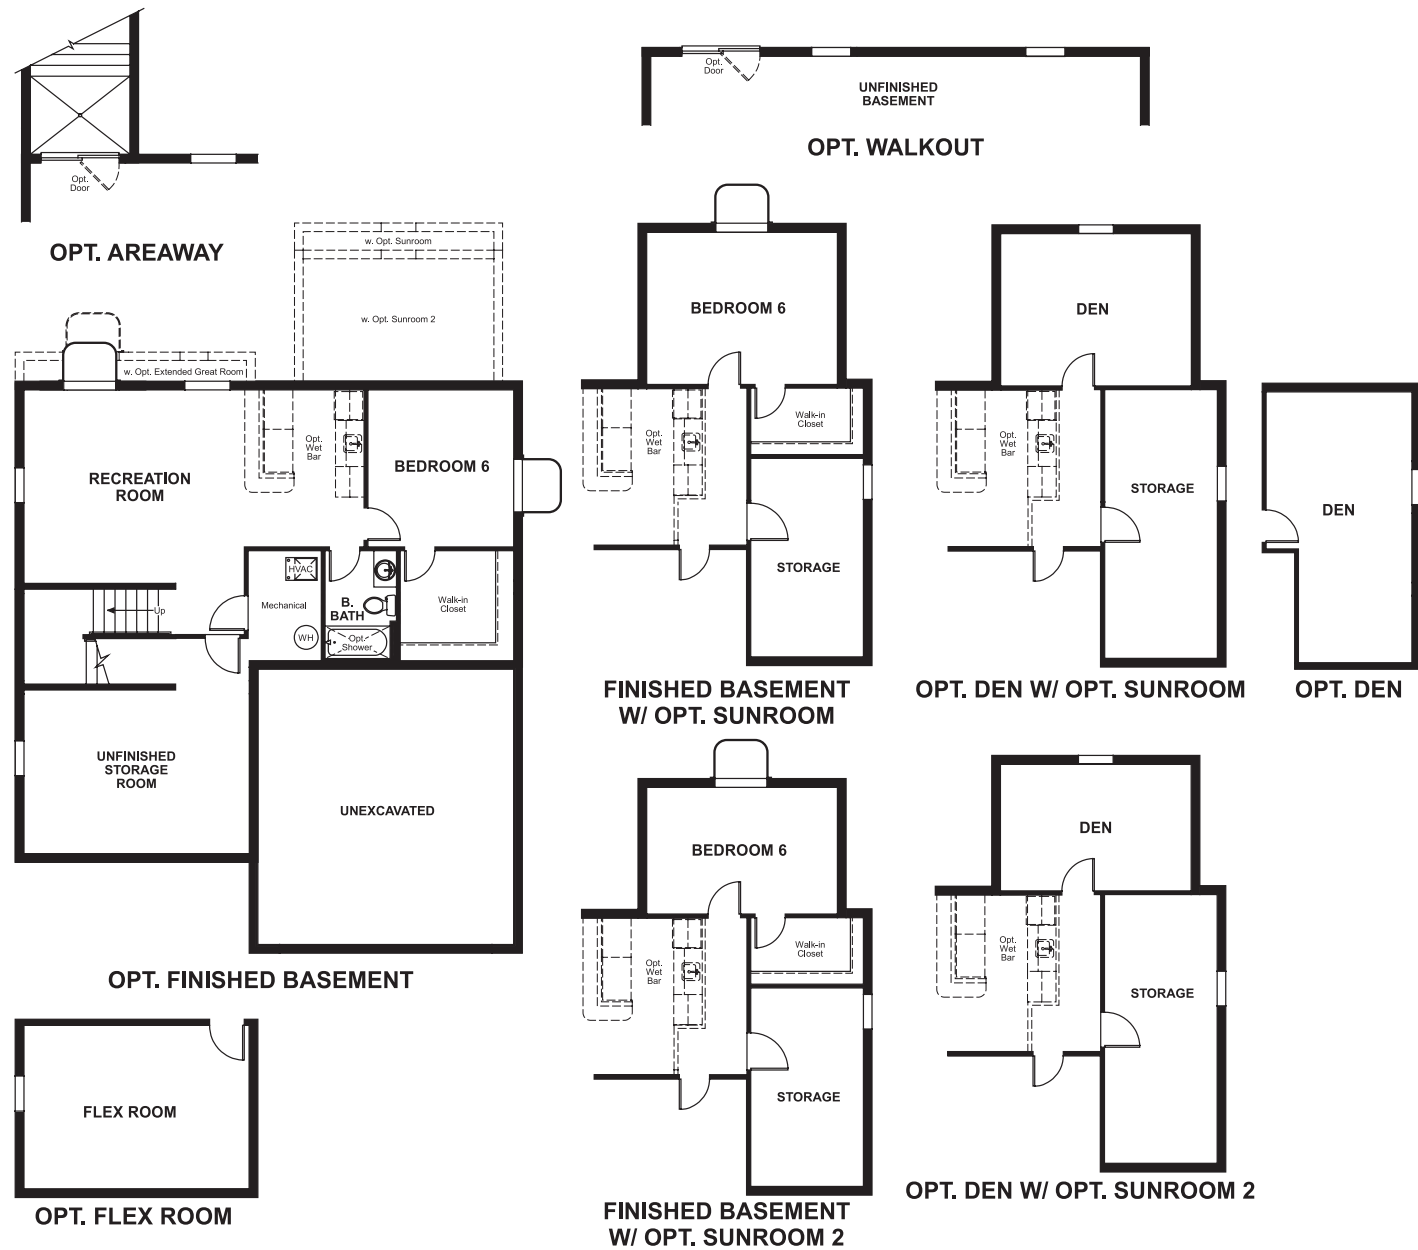 Opt.
Door
OPT. AREAWAY
Opt.
Door
UNFINISHED
BASEMENT
OPT. WALKOUT
w. Opt. Sunroom
w. Opt. Sunroom 2
w. Opt. Extended Great Room
RECREATION
ROOM
Opt.
Wet
Bar
BEDROOM 6
HVAC
Mechanical
WH
B.
BATH
Opt.
Shower
Walk-in
Closet
Up
UNFINISHED
STORAGE
ROOM
UNEXCAVATED
OPT. FINISHED BASEMENT
BEDROOM 6
Opt.
Wet
Bar
Walk-in
Closet
STORAGE
FINISHED BASEMENT
W/ OPT. SUNROOM
DEN
Opt.
Wet
Bar
STORAGE
OPT. DEN W/ OPT. SUNROOM
DEN
OPT. DEN
FLEX ROOM
OPT. FLEX ROOM
BEDROOM 6
Opt.
Wet
Bar
Walk-in
Closet
STORAGE
FINISHED BASEMENT
W/ OPT. SUNROOM 2
DEN
Opt.
Wet
Bar
STORAGE
OPT. DEN W/ OPT. SUNROOM 2